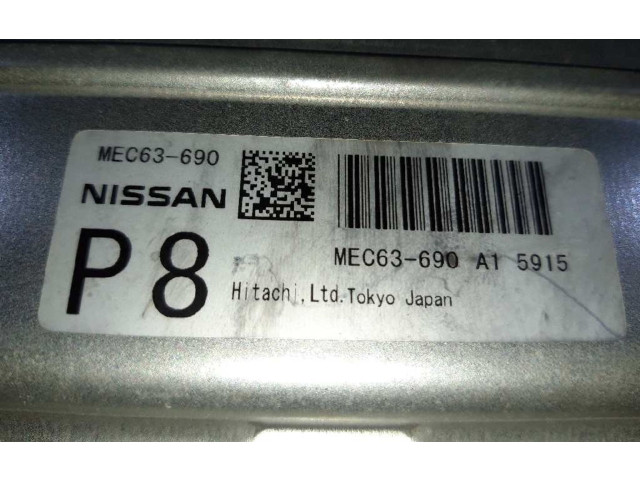 MEC63-690
NISSAN
P8
MEC63-690 A1 5915
Hitachi,Ltd.Tokyo Japan